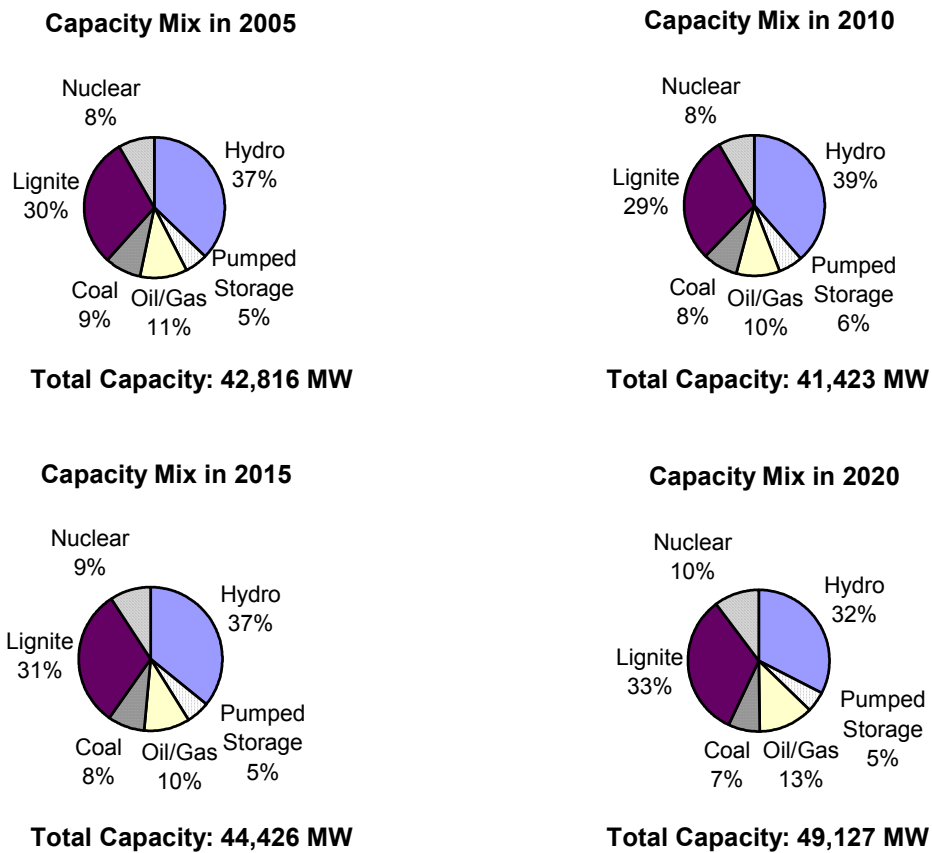 Capacity Mix in 2005
Nuclear
8%
Hydro
37%
Lignite
30%
Pumped
Storage
5%
Coal
9%
Oil/Gas
11%
Total Capacity: 42,816 MW
Capacity Mix in 2010
Nuclear
8%
Hydro
39%
Lignite
29%
Pumped
Storage
6%
Coal
8%
Oil/Gas
10%
Total Capacity: 41,423 MW
Capacity Mix in 2015
Nuclear
9%
Hydro
37%
Lignite
31%
Pumped
Storage
5%
Coal
8%
Oil/Gas
10%
Total Capacity: 44,426 MW
Capacity Mix in 2020
Nuclear
10%
Hydro
32%
Lignite
33%
Pumped
Storage
5%
Coal
7%
Oil/Gas
13%
Total Capacity: 49,127 MW